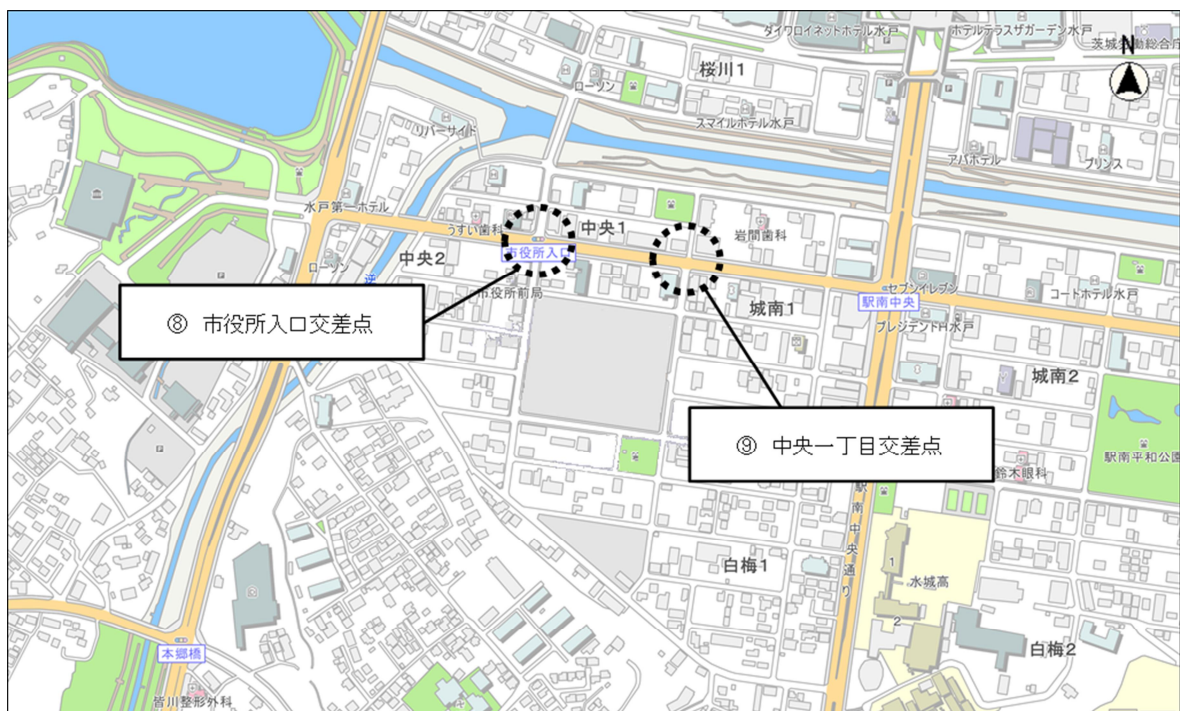 ダイワロイネットホテル水戸
ホテルテラスザガーデン水戸
茨城労働総合庁
N
桜川1
ローソン
スマイルホテル水戸
リバーサイド
アパホテル
プリンス
水戸第一ホテル
うすい歯科
中央1
岩間歯科
市役所入口
中央2
ローソン
逆
市役所前局
城南1
セブンイレブン
駅南中央
コートホテル水戸
プレジデントH水戸
⑧ 市役所入口交差点
城南2
⑨ 中央一丁目交差点
駅南平和公園
鈴木眼科
駅南中央通り
白梅1
1
水城高
2
白梅2
本郷橋
皆川整形外科